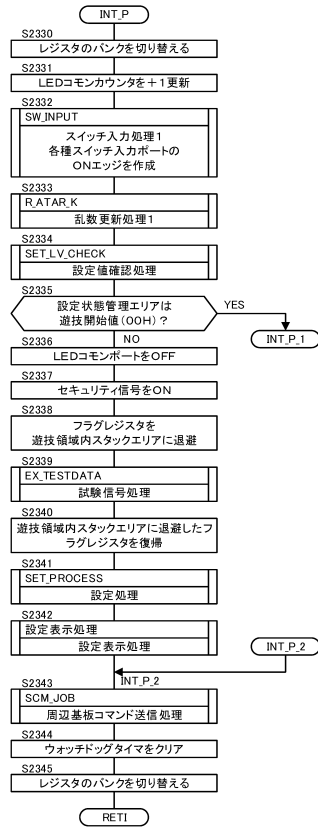 INT_P
S2330
レジスタのバンクを切り替える
S2331
LEDコモンカウンタを+1更新
S2332
SW_INPUT
スイッチ入力処理1
各種スイッチ入力ポートの
ONエッジを作成
S2333
R_ATAR_K
乱数更新処理1
S2334
SET_LV_CHECK
設定値確認処理
S2335
設定状態管理エリアは
遊技開始値(00H)?
YES
INT_P_1
NO
S2336
LEDコモンポートをOFF
S2337
セキュリティ信号をON
S2338
フラグレジスタを
遊技領域内スタックエリアに退避
S2339
EX_TESTDATA
試験信号処理
S2340
遊技領域内スタックエリアに退避したフ
ラグレジスタを復帰
S2341
SET_PROCESS
設定処理
S2342
設定表示処理
設定表示処理
INT_P_2
INT_P_2
S2343
SCM_JOB
周辺基板コマンド送信処理
S2344
ウォッチドッグタイマをクリア
S2345
レジスタのバンクを切り替える
RETI